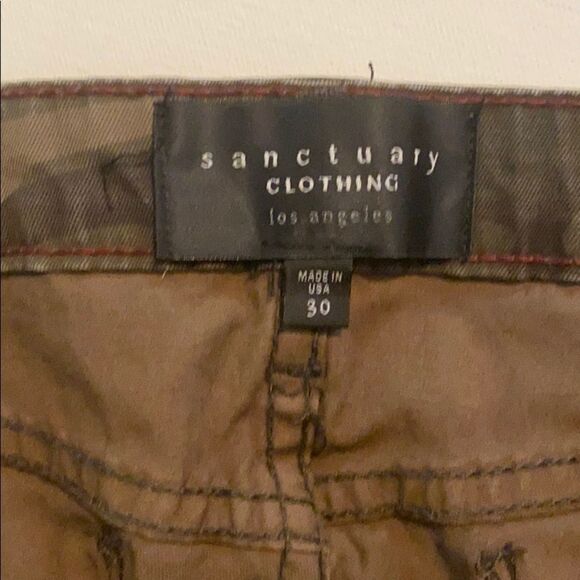 sanctuary
CLOTHING
los angeles
MADE IN
USA
30